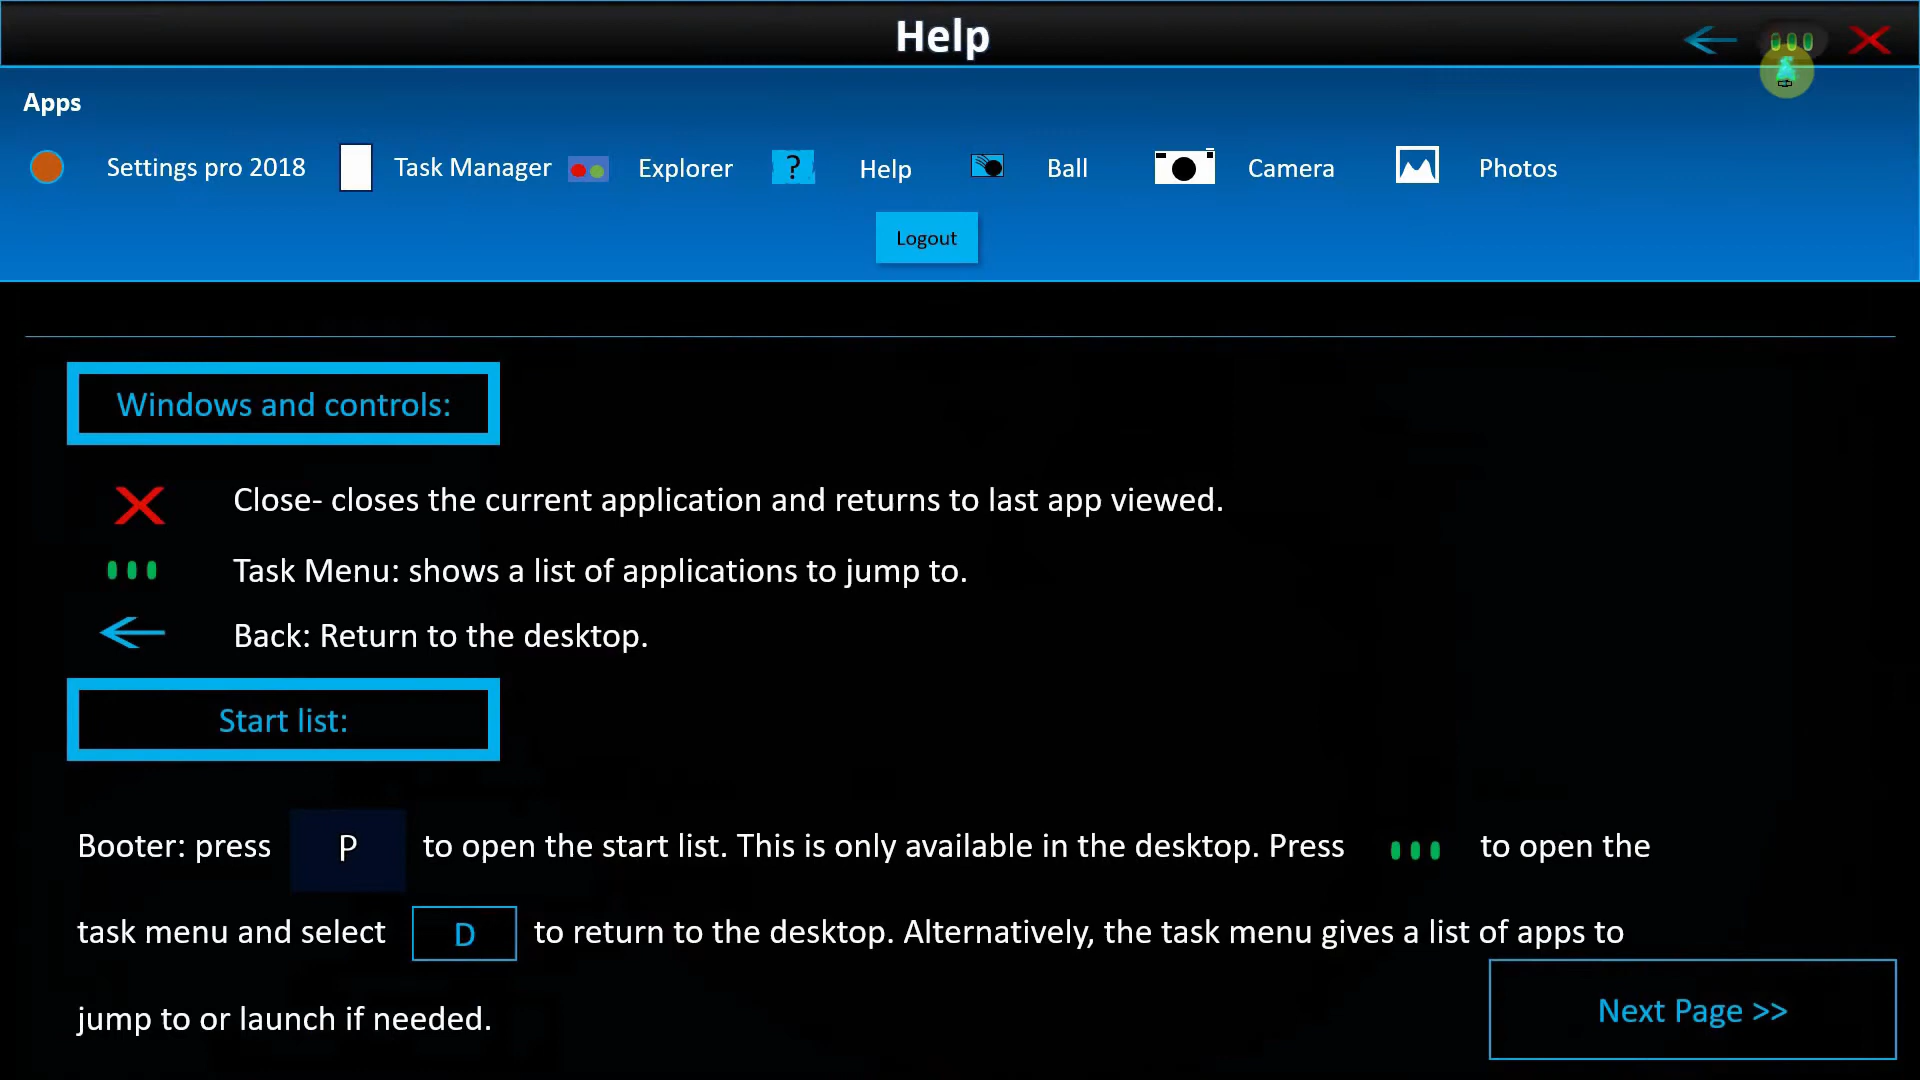 Help
Apps
Settings pro 2018 Task Manager Explorer ? Help Ball Camera Photos
Logout
Windows and controls:
Close- closes the current application and returns to last app viewed.
Task Menu: shows a list of applications to jump to.
Back: Return to the desktop.
Start list:
Booter: press P to open the start list. This is only available in the desktop. Press to open the
task menu and select D to return to the desktop. Alternatively, the task menu gives a list of apps to
jump to or launch if needed.
Next Page >>